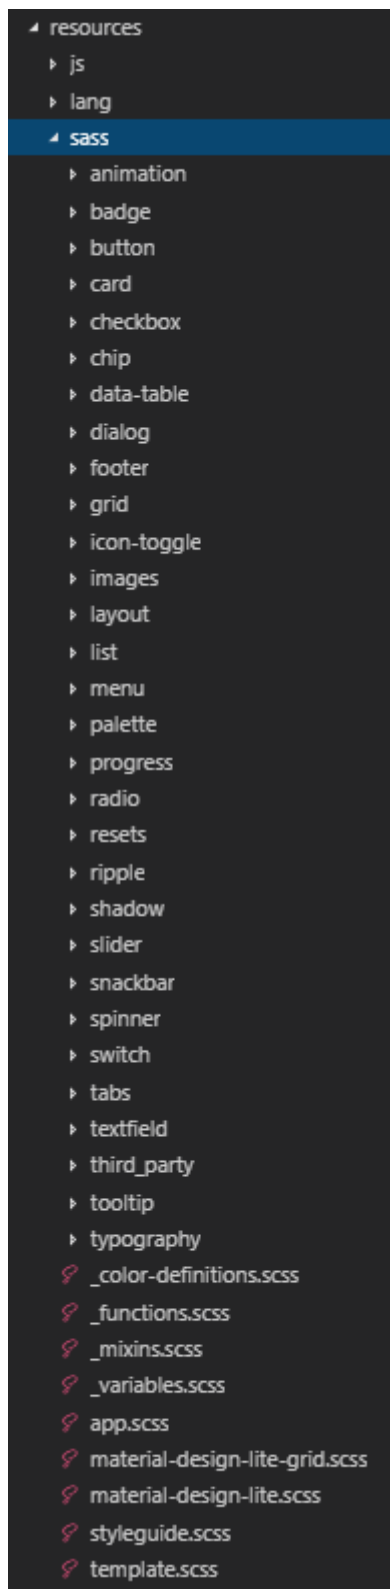 resources
js
lang
sass
animation
badge
button
card
checkbox
chip
data-table
dialog
footer
grid
icon-toggle
images
layout
list
menu
palette
progress
radio
resets
ripple
shadow
slider
snackbar
spinner
switch
tabs
textfield
third_party
tooltip
typography
_color-definitions.scss
_functions.scss
_mixins.scss
_variables.scss
app.scss
material-design-lite-grid.scss
material-design-lite.scss
styleguide.scss
template.scss